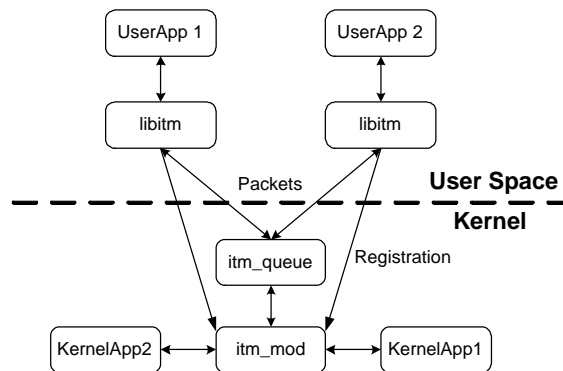 UserApp 1
UserApp 2
libitm
libitm
Packets
User Space
Kernel
itm_queue
Registration
KernelApp2
itm_mod
KernelApp1